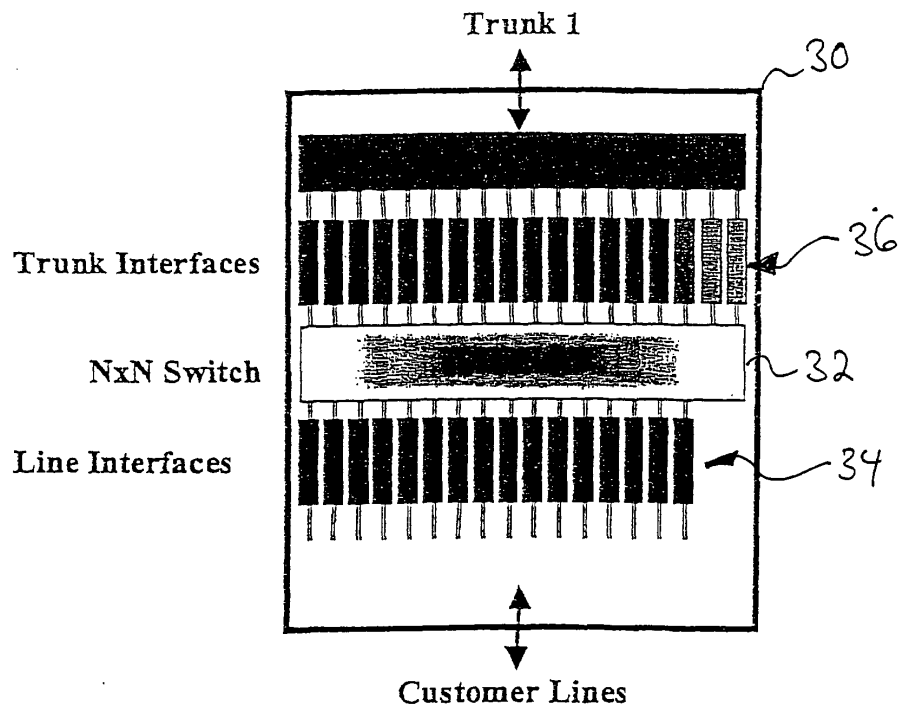 Trunk 1
30
Trunk Interfaces
36
NxN Switch
32
Line Interfaces
34
Customer Lines